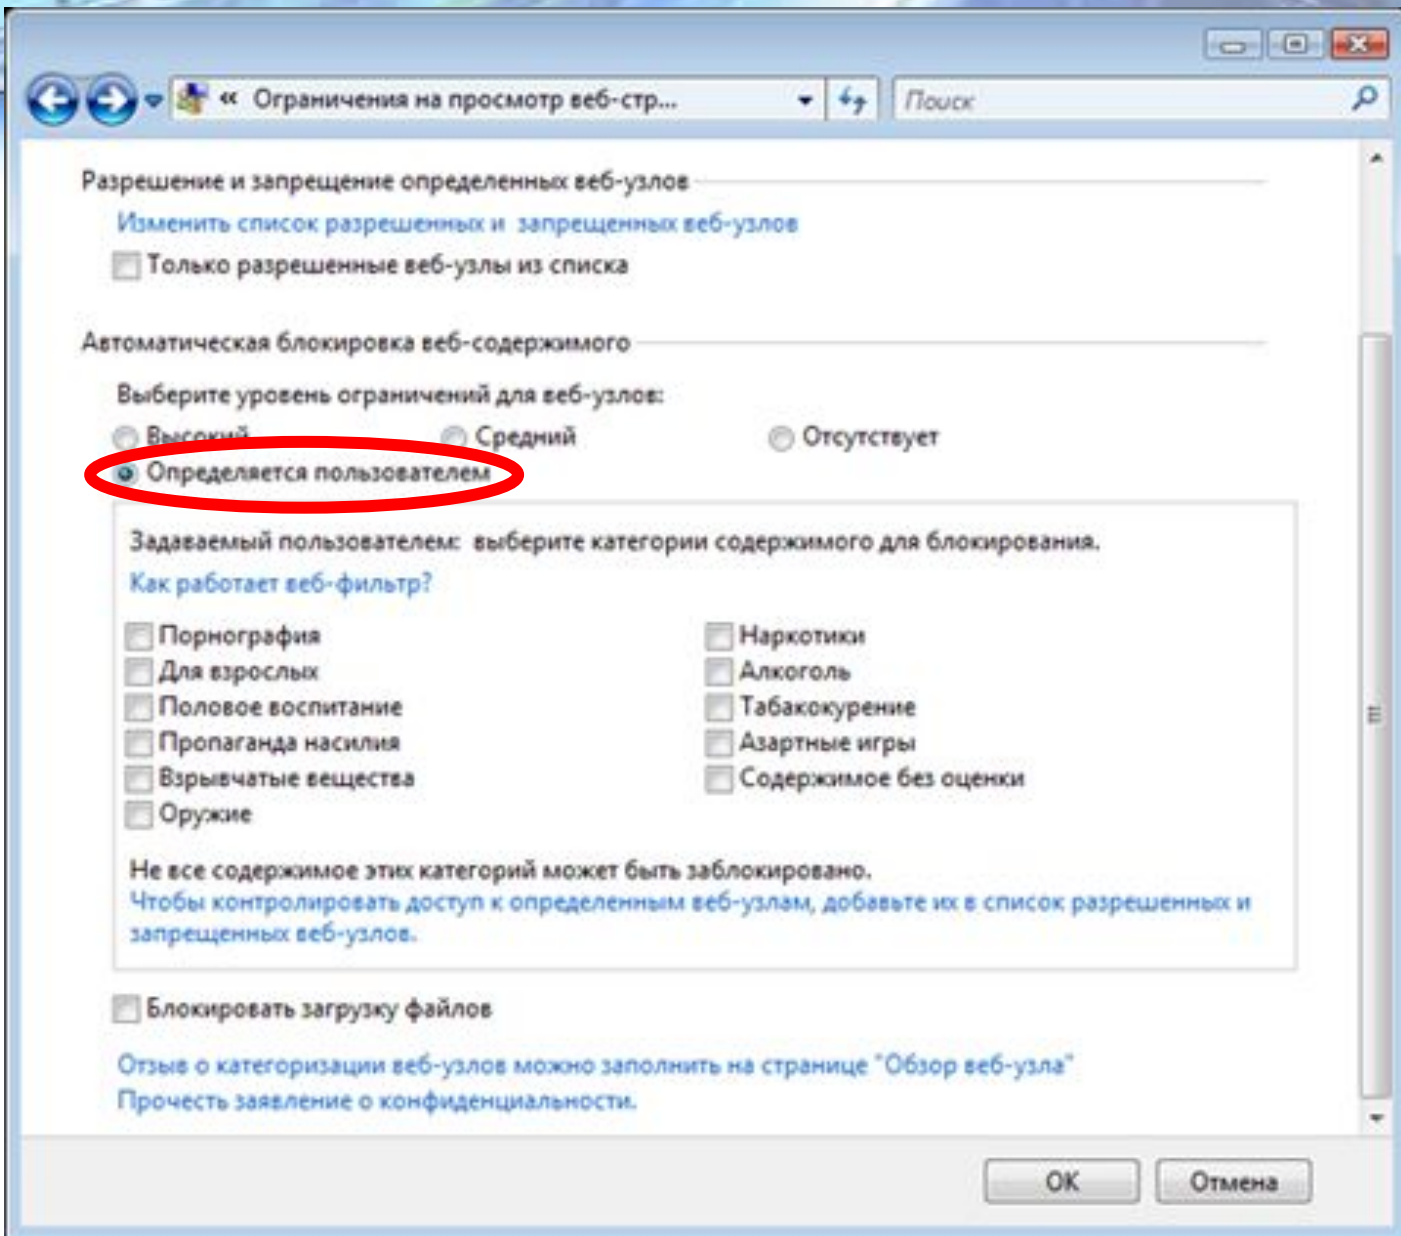 « Ограничения на просмотр веб-стр...
Поиск
Разрешение и запрещение определенных веб-узлов
Изменить список разрешенных и запрещенных веб-узлов
Только разрешенные веб-узлы из списка
Автоматическая блокировка веб-содержимого
Выберите уровень ограничений для веб-узлов:
Высокий Средний Отсутствует
Определяется пользователем
Задаваемый пользователем: выберите категории содержимого для блокирования.
Как работает веб-фильтр?
Порнография Наркотики
Для взрослых Алкоголь
Половое воспитание Табакокурение
Пропаганда насилия Азартные игры
Взрывчатые вещества Содержимое без оценки
Оружие
Не все содержимое этих категорий может быть заблокировано.
Чтобы контролировать доступ к определенным веб-узлам, добавьте их в список разрешенных и
запрещенных веб-узлов.
Блокировать загрузку файлов
Отзыв о категоризации веб-узлов можно заполнить на странице "Обзор веб-узла"
Прочесть заявление о конфиденциальности.
ОК Отмена